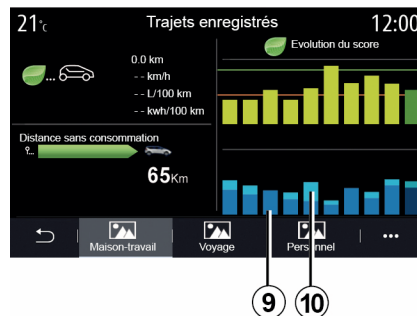 21°c
Trajets enregistrés
12:00
Evolution du score
0.0 km
-- km/h
-- L/100 km
-- kwh/100 km
Distance sans consommation
65Km
Maison-travail
Voyage
Personnel
9
10